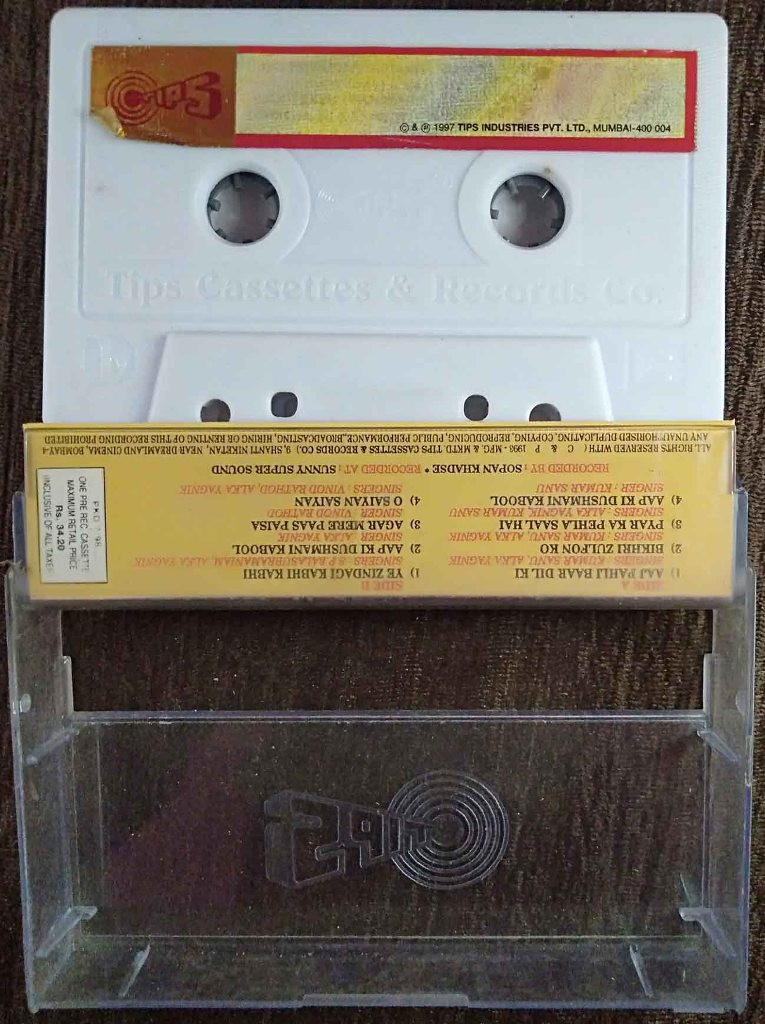 TIPS
© & ℗ 1997 TIPS INDUSTRIES PVT. LTD., MUMBAI-400 004
Tips Cassettes & Records Co.
SIDE A
1) AAJ PAHLI BAAR DIL KI
SINGERS : KUMAR SANU, ALKA YAGNIK
2) BIKHRI ZULFON KO
SINGERS : KUMAR SANU, ALKA YAGNIK
3) PYAR KA PEHLA SAAL HAI
SINGERS : ALKA YAGNIK, KUMAR SANU
4) AAP KI DUSHMANI KABOOL
SINGER : KUMAR SANU
SIDE B
1) YE ZINDAGI KABHI KABHI
SINGERS : S.P. BALASUBRAHMANIAM, ALKA YAGNIK
2) AAP KI DUSHMANI KABOOL
SINGER : ALKA YAGNIK
3) AGAR MERE PAAS PAISA
SINGERS : VINOD RATHOD
4) O SAIYAN SAIYAN
SINGERS : VINOD RATHOD, ALKA YAGNIK
RECORDED BY : SOPAN KHADSE * RECORDED AT : SUNNY SUPER SOUND
ALL RIGHTS RESERVED WITH ( C & P - MFG. & MKTD TIPS CASSETTES & RECORDS CO.) 9, SHANTI NIKETAN, NEAR DREAMLAND CINEMA, BOMBAY-4
ANY UNAUTHORISED DUPLICATING, COPYING, REPRODUCING, PUBLIC PERFORMANCE, BROADCASTING, HIRING OR RENTING OF THIS RECORDING PROHIBITED
ONE PRE REC. CASSETTE
MAXIMUM RETAIL PRICE
Rs. 34.20
(INCLUSIVE OF ALL TAXES
TIPS